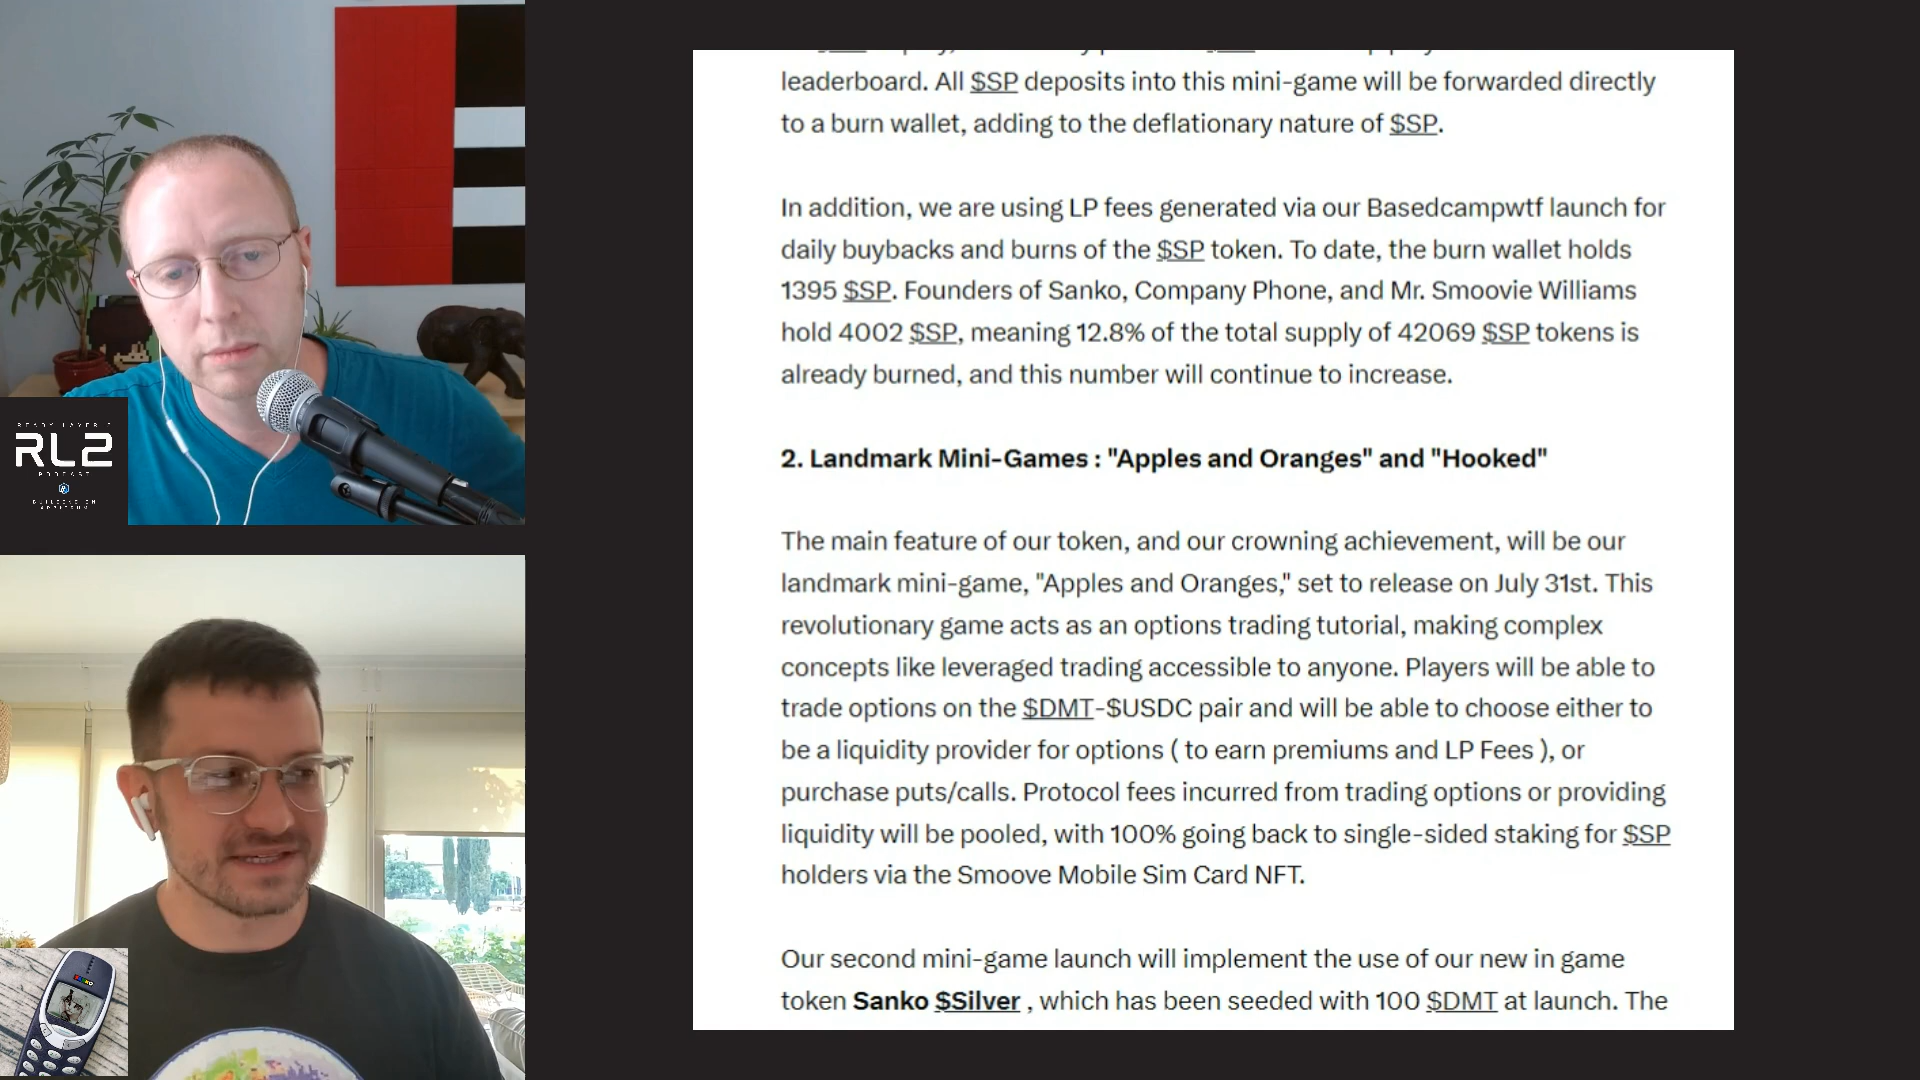 leaderboard. All $SP deposits into this mini-game will be forwarded directly
to a burn wallet, adding to the deflationary nature of $SP.
In addition, we are using LP fees generated via our Basedcampwtf launch for
daily buybacks and burns of the $SP token. To date, the burn wallet holds
1395 $SP. Founders of Sanko, Company Phone, and Mr. Smoovie Williams
hold 4002 $SP, meaning 12.8% of the total supply of 42069 $SP tokens is
already burned, and this number will continue to increase.
2. Landmark Mini-Games : "Apples and Oranges" and "Hooked"
The main feature of our token, and our crowning achievement, will be our
landmark mini-game, "Apples and Oranges," set to release on July 31st. This
revolutionary game acts as an options trading tutorial, making complex
concepts like leveraged trading accessible to anyone. Players will be able to
trade options on the $DMT-$USDC pair and will be able to choose either to
be a liquidity provider for options ( to earn premiums and LP Fees ), or
purchase puts/calls. Protocol fees incurred from trading options or providing
liquidity will be pooled, with 100% going back to single-sided staking for $SP
holders via the Smoove Mobile Sim Card NFT.
Our second mini-game launch will implement the use of our new in game
token Sanko $Silver , which has been seeded with 100 $DMT at launch. The
READY LAYER 2
RL2
PODCAST
BUILDING ON
ARBITRUM